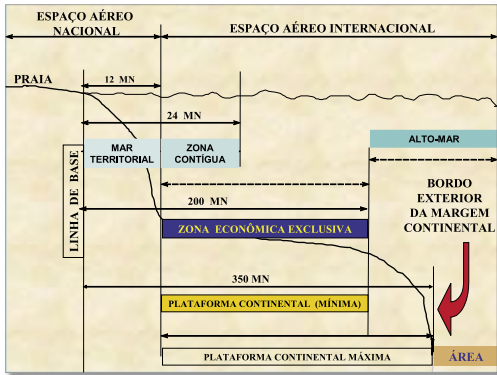 ESPAÇO AÉREO
NACIONAL
ESPAÇO AÉREO INTERNACIONAL
PRAIA
12 MN
24 MN
ALTO-MAR
MAR
TERRITORIAL
ZONA
CONTÍGUA
LINHA DE BASE
BORDO
EXTERIOR
DA MARGEM
CONTINENTAL
200 MN
ZONA ECONÔMICA EXCLUSIVA
350 MN
PLATAFORMA CONTINENTAL (MÍNIMA)
PLATAFORMA CONTINENTAL MÁXIMA
ÁREA